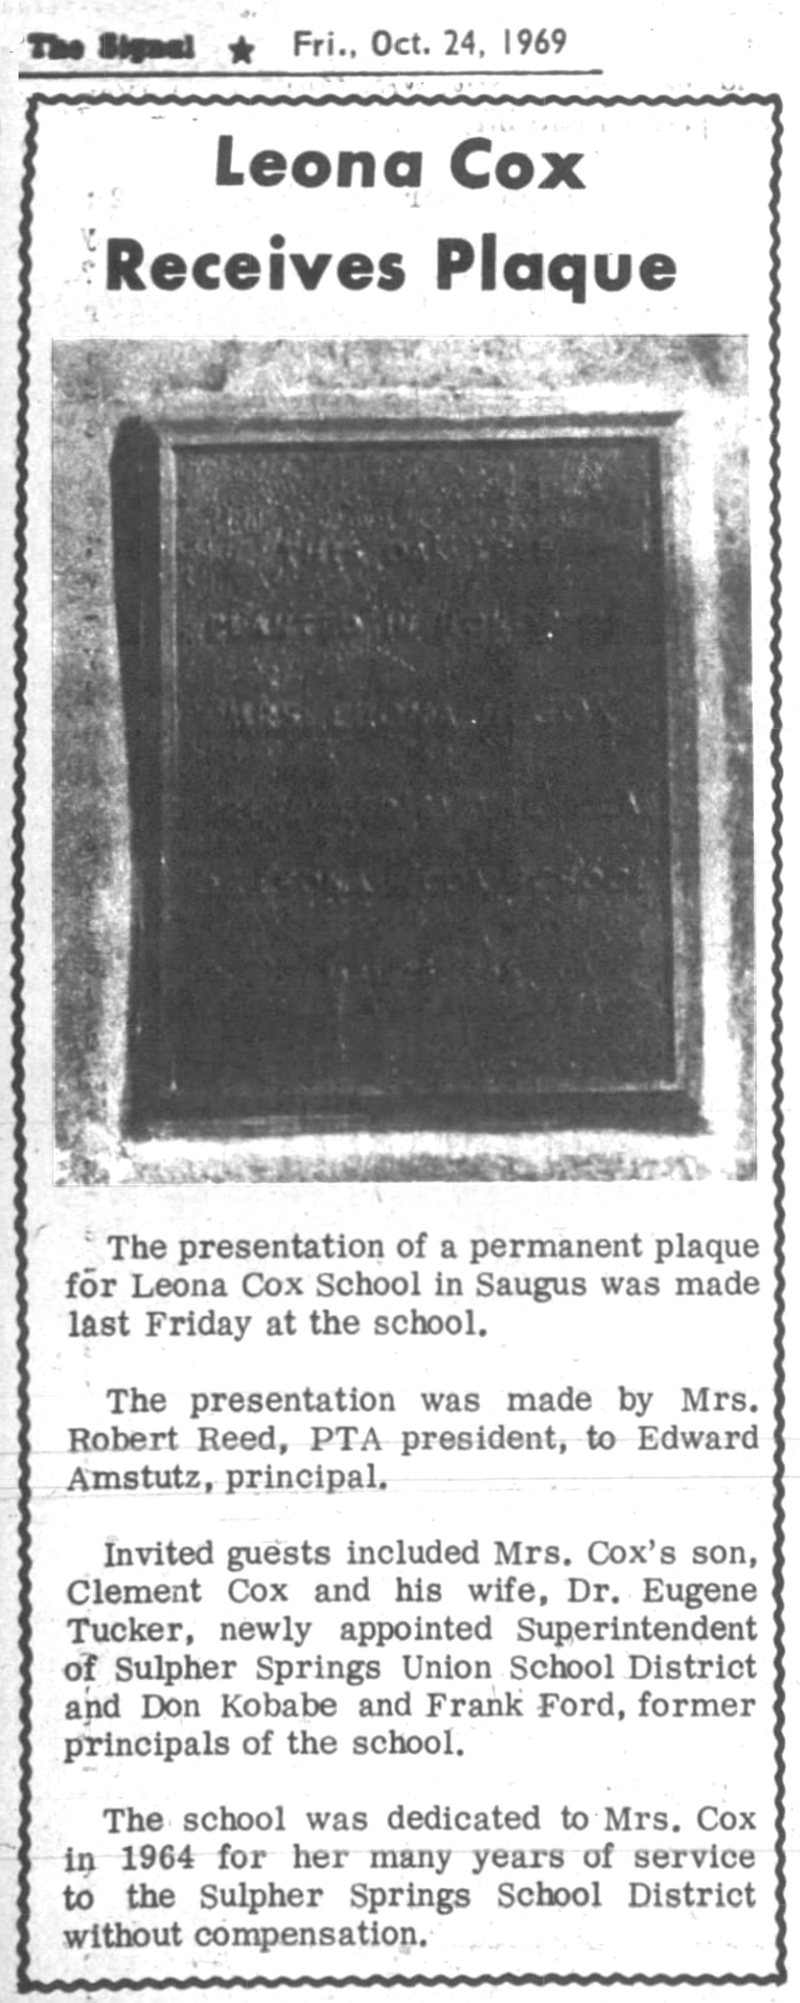 The Signal ★ Fri., Oct. 24, 1969
Leona Cox
Receives Plaque
The presentation of a permanent plaque
for Leona Cox School in Saugus was made
last Friday at the school.
The presentation was made by Mrs.
Robert Reed, PTA president, to Edward
Amstutz, principal.
Invited guests included Mrs. Cox's son,
Clement Cox and his wife, Dr. Eugene
Tucker, newly appointed Superintendent
of Sulpher Springs Union School District
and Don Kobabe and Frank Ford, former
principals of the school.
The school was dedicated to Mrs. Cox
in 1964 for her many years of service
to the Sulpher Springs School District
without compensation.